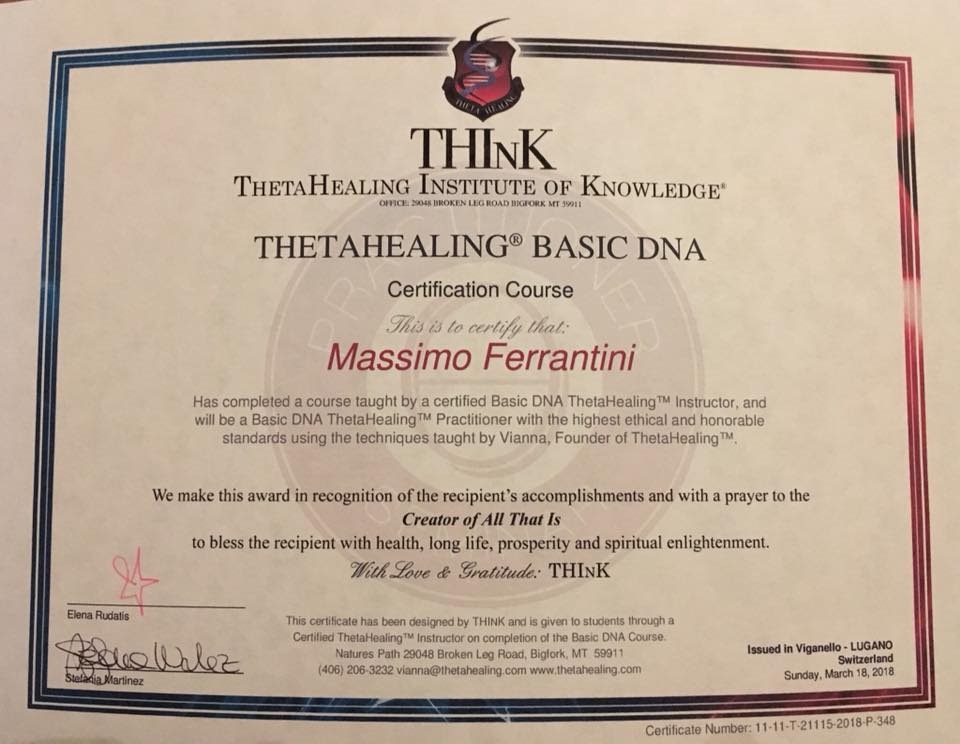 THETA HEALING
THInK
THETAHEALING INSTITUTE OF KNOWLEDGE®
OFFICE: 29048 BROKEN LEG ROAD BIGFORK MT 59911
THETAHEALING® BASIC DNA
Certification Course
This is to certify that:
Massimo Ferrantini
Has completed a course taught by a certified Basic DNA ThetaHealing™ Instructor, and
will be a Basic DNA ThetaHealing™ Practitioner with the highest ethical and honorable
standards using the techniques taught by Vianna, Founder of ThetaHealing™.
We make this award in recognition of the recipient's accomplishments and with a prayer to the
Creator of All That Is
to bless the recipient with health, long life, prosperity and spiritual enlightenment.
With Love & Gratitude: THInK
Elena Rudatis
Stefania Martinez
This certificate has been designed by THINK and is given to students through a
Certified ThetaHealing™ Instructor on completion of the Basic DNA Course.
Natures Path 29048 Broken Leg Road, Bigfork, MT 59911
(406) 206-3232 vianna@thetahealing.com www.thetahealing.com
Issued in Viganello - LUGANO
Switzerland
Sunday, March 18, 2018
Certificate Number: 11-11-T-21115-2018-P-348